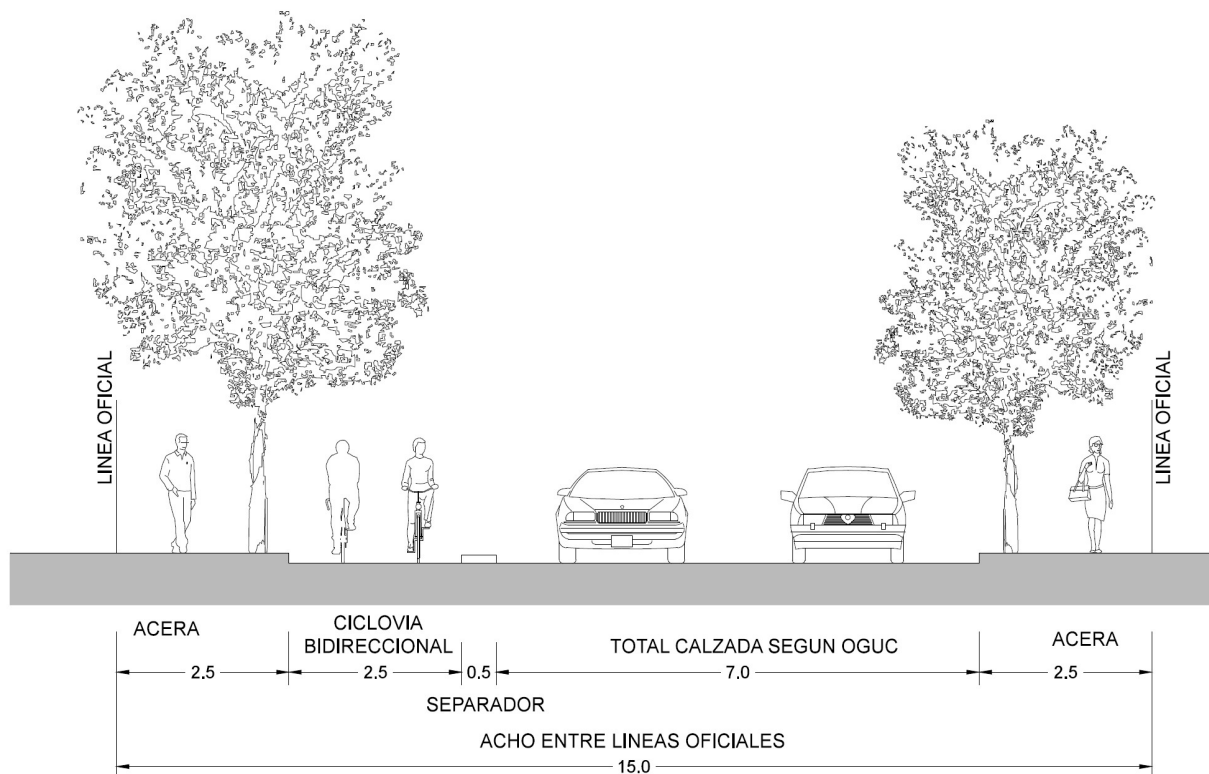 LINEA OFICIAL
LINEA OFICIAL
ACERA
CICLOVIA
BIDIRECCIONAL
TOTAL CALZADA SEGUN OGUC
ACERA
2.5
2.5
0.5
7.0
2.5
SEPARADOR
ACHO ENTRE LINEAS OFICIALES
15.0